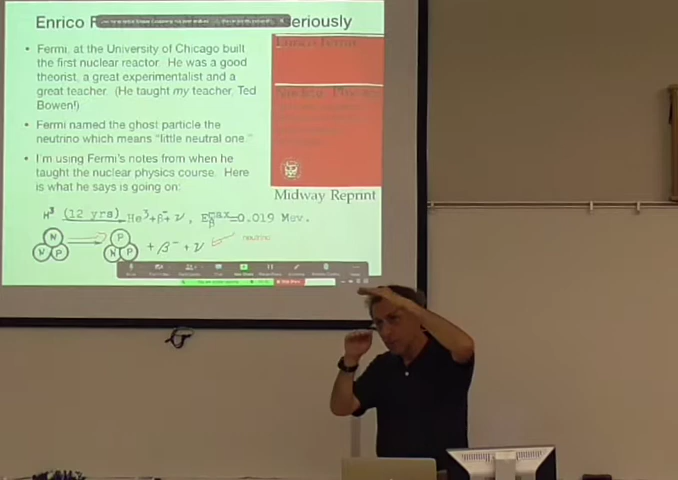 Enrico F
eriously
• Fermi, at the University of Chicago built
the first nuclear reactor. He was a good
theorist, a great experimentalist and a
great teacher. (He taught my teacher, Ted
Bowen!)
• Fermi named the ghost particle the
neutrino which means “little neutral one.”
• I'm using Fermi's notes from when he
taught the nuclear physics course. Here
is what he says is going on:
Enrico Fermi
Nuclear Physics
Midway Reprint
H³ (12 yrs) He³+β⁻+ν, Eβmax=0.019 Mev.
N N P P N P + β⁻ + ν
neutrino